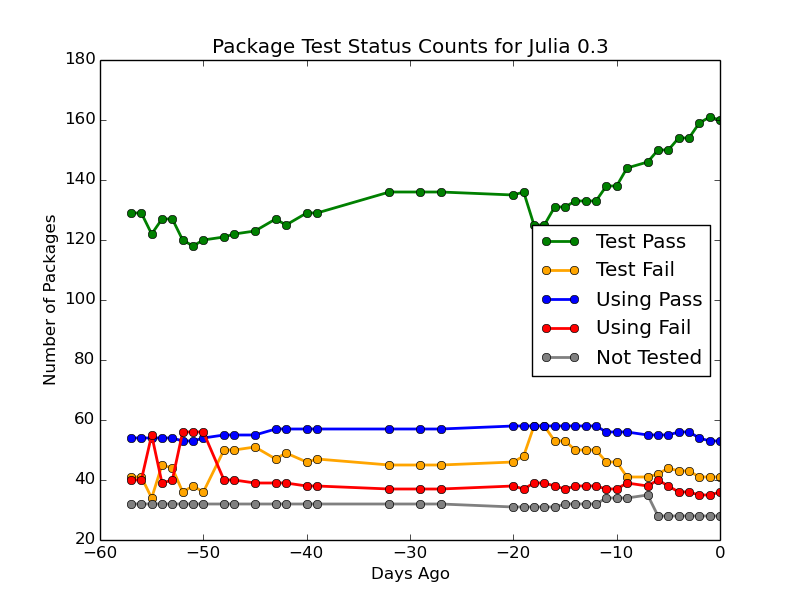 Package Test Status Counts for Julia 0.3
Number of Packages
180
160
140
120
100
80
60
40
20
Test Pass
Test Fail
Using Pass
Using Fail
Not Tested
−60 −50 −40 −30 −20 −10 0
Days Ago